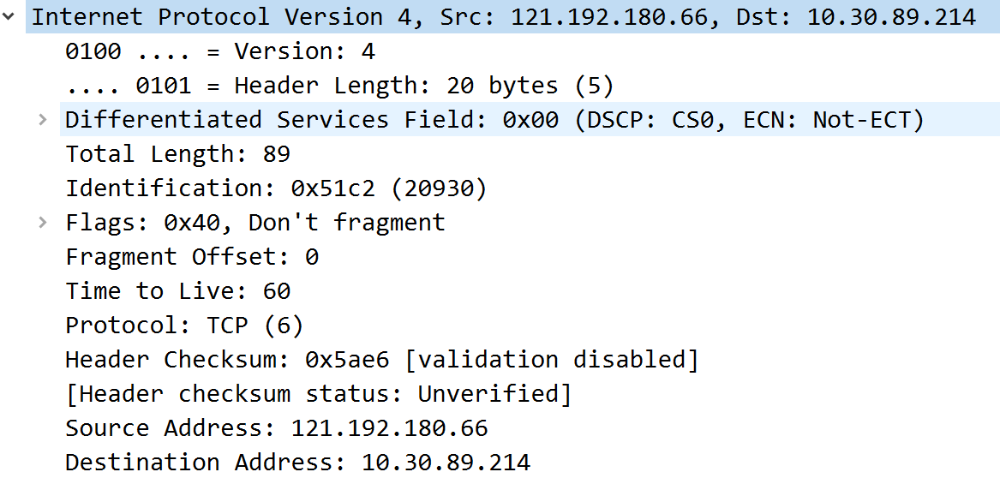 Internet Protocol Version 4, Src: 121.192.180.66, Dst: 10.30.89.214
0100 .... = Version: 4
.... 0101 = Header Length: 20 bytes (5)
Differentiated Services Field: 0x00 (DSCP: CS0, ECN: Not-ECT)
Total Length: 89
Identification: 0x51c2 (20930)
Flags: 0x40, Don't fragment
Fragment Offset: 0
Time to Live: 60
Protocol: TCP (6)
Header Checksum: 0x5ae6 [validation disabled]
[Header checksum status: Unverified]
Source Address: 121.192.180.66
Destination Address: 10.30.89.214